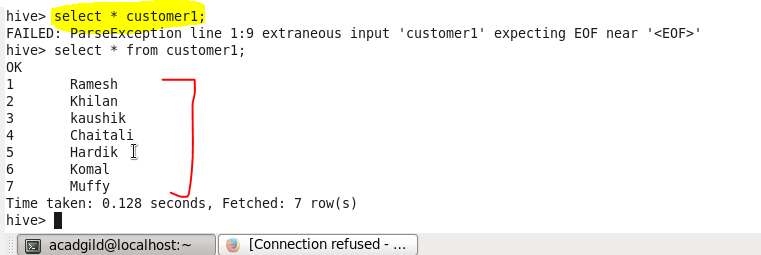 hive> select * customer1;
FAILED: ParseException line 1:9 extraneous input 'customer1' expecting EOF near '<EOF>'
hive> select * from customer1;
OK
1 Ramesh
2 Khilan
3 kaushik
4 Chaitali
5 Hardik
6 Komal
7 Muffy
Time taken: 0.128 seconds, Fetched: 7 row(s)
hive>
acadgild@localhost:~ [Connection refused - ...